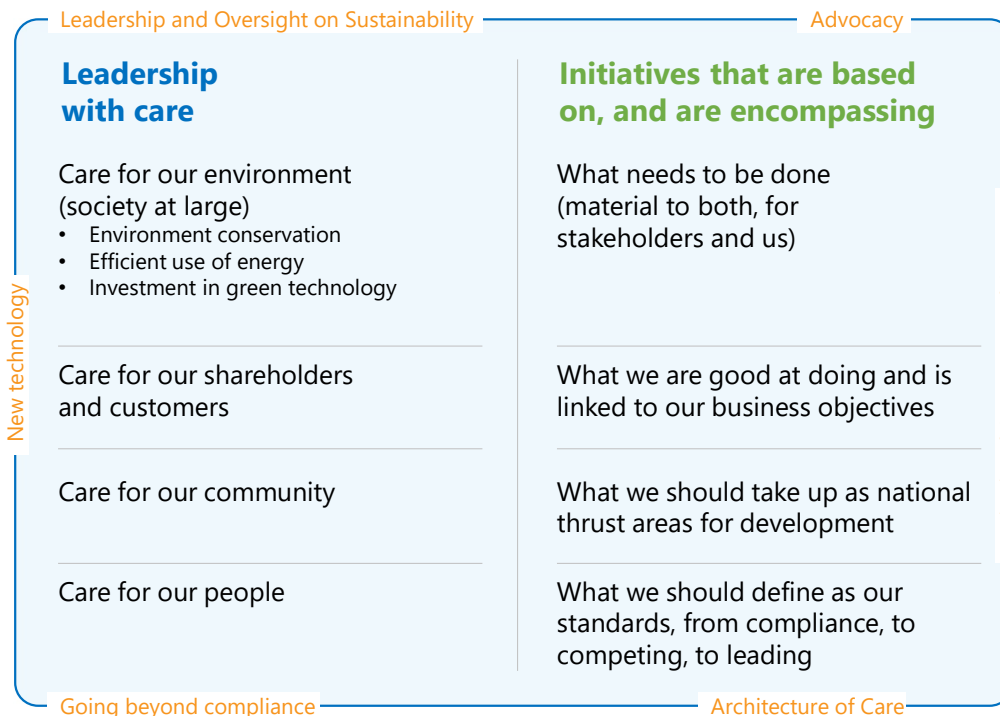 Leadership and Oversight on Sustainability
Advocacy
Leadership
with care
Initiatives that are based
on, and are encompassing
Care for our environment
(society at large)
• Environment conservation
• Efficient use of energy
• Investment in green technology
What needs to be done
(material to both, for
stakeholders and us)
New technology
Care for our shareholders
and customers
What we are good at doing and is
linked to our business objectives
Care for our community
What we should take up as national
thrust areas for development
Care for our people
What we should define as our
standards, from compliance, to
competing, to leading
Going beyond compliance
Architecture of Care